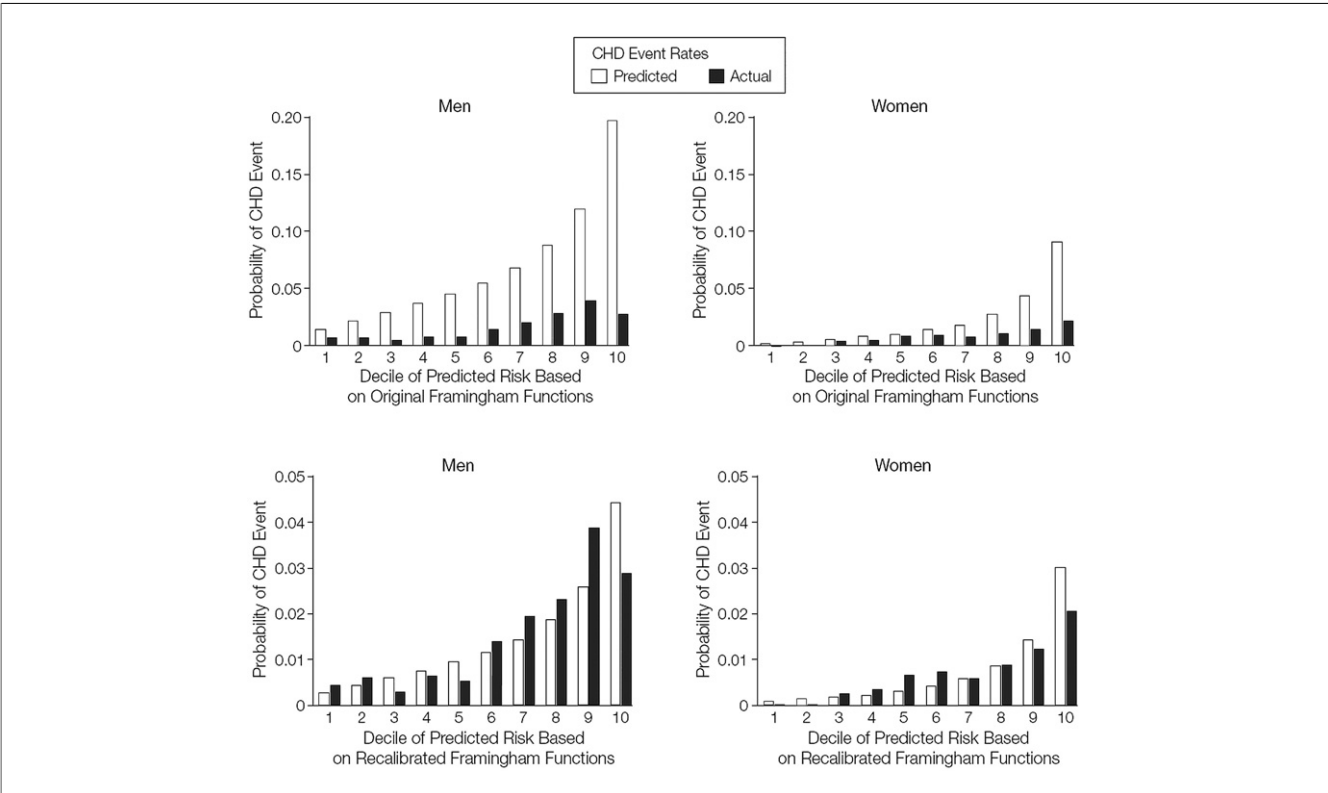 CHD Event Rates
Predicted Actual
Men
Probability of CHD Event
0.20
0.15
0.10
0.05
0
1 2 3 4 5 6 7 8 9 10
Decile of Predicted Risk Based
on Original Framingham Functions
Women
Probability of CHD Event
0.20
0.15
0.10
0.05
0
1 2 3 4 5 6 7 8 9 10
Decile of Predicted Risk Based
on Original Framingham Functions
Men
Probability of CHD Event
0.05
0.04
0.03
0.02
0.01
0
1 2 3 4 5 6 7 8 9 10
Decile of Predicted Risk Based
on Recalibrated Framingham Functions
Women
Probability of CHD Event
0.05
0.04
0.03
0.02
0.01
0
1 2 3 4 5 6 7 8 9 10
Decile of Predicted Risk Based
on Recalibrated Framingham Functions